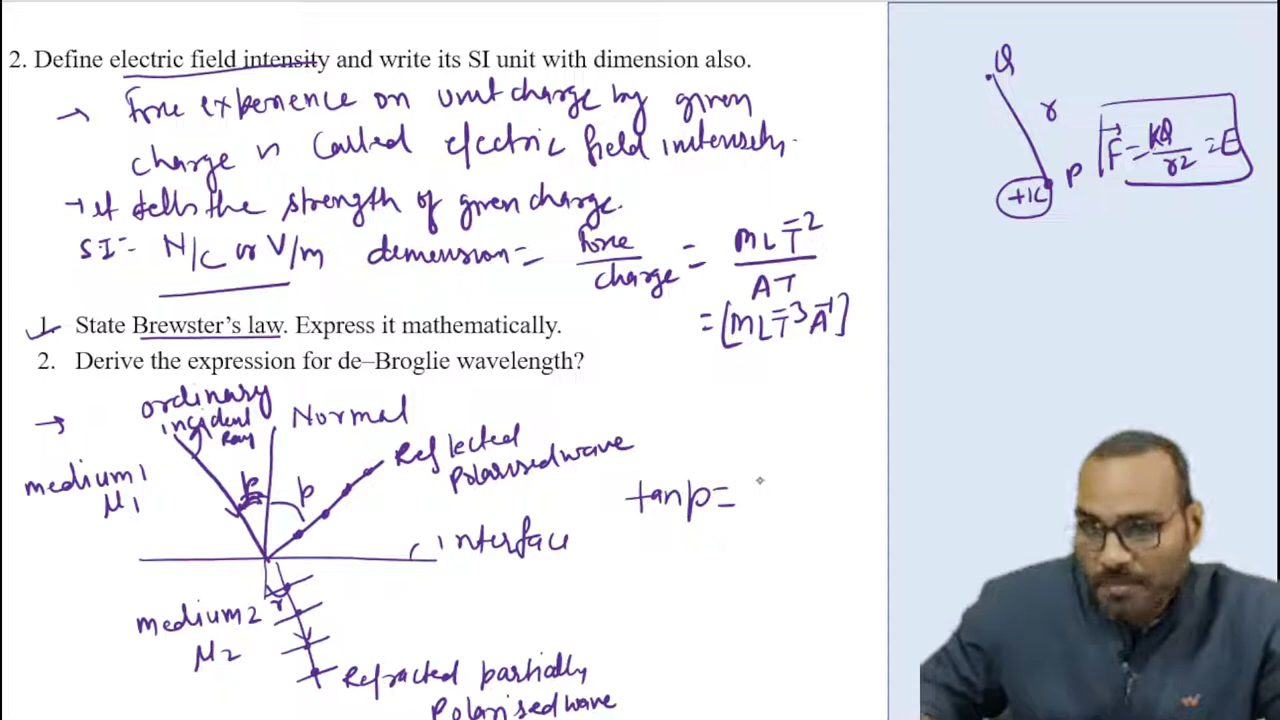 2. Define electric field intensity and write its SI unit with dimension also.
→ Force experience on unit charge by given
charge is called electric field intensity.
→ it tells the strength of given charge.
SI:- N/C or V/m demension = Force/charge = MLT⁻²/AT
= [MLT⁻³A⁻¹]
1. State Brewster's law. Express it mathematically.
2. Derive the expression for de–Broglie wavelength?
→ ordinary
incident
Ray
Normal
Reflected
Polarised wave
medium 1
μ1
p
p
tanp=
interface
medium 2
μ2
r
Refracted partially
Polarised wave
Q
r
+1C
P
F = kQ/r2 = E